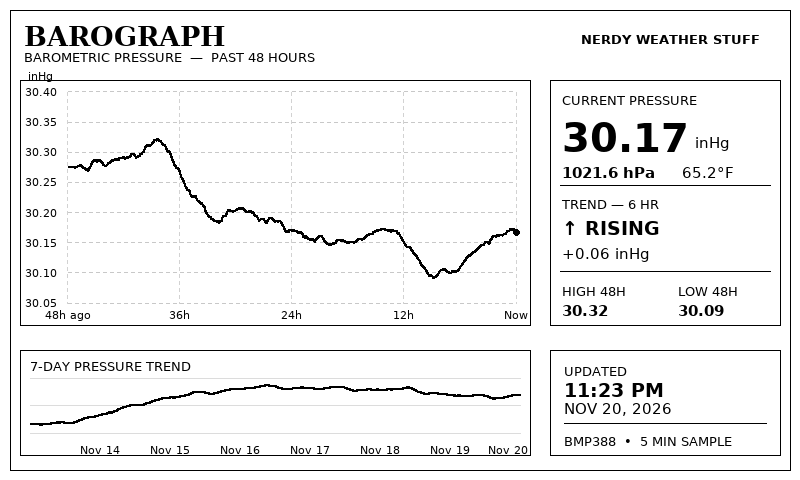 BAROGRAPH
BAROMETRIC PRESSURE — PAST 48 HOURS
NERDY WEATHER STUFF
inHg
30.40
30.35
30.30
30.25
30.20
30.15
30.10
30.05
48h ago 36h 24h 12h Now
CURRENT PRESSURE
30.17 inHg
1021.6 hPa 65.2°F
TREND — 6 HR
↑ RISING
+0.06 inHg
HIGH 48H LOW 48H
30.32 30.09
7-DAY PRESSURE TREND
Nov 14 Nov 15 Nov 16 Nov 17 Nov 18 Nov 19 Nov 20
UPDATED
11:23 PM
NOV 20, 2026
BMP388 • 5 MIN SAMPLE